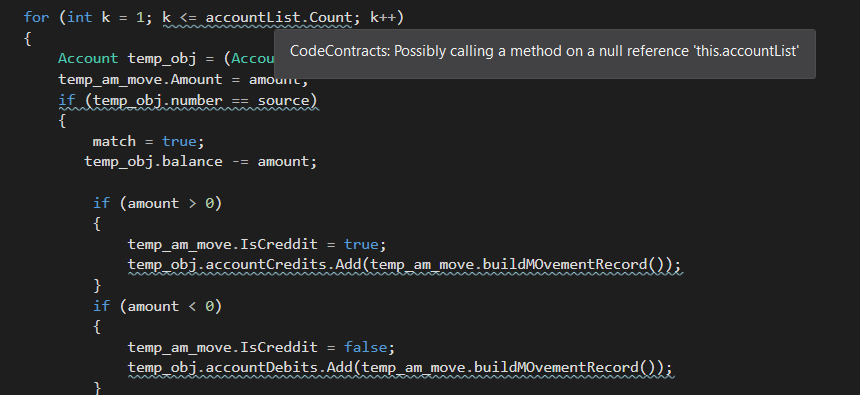 for (int k = 1; k <= accountList.Count; k++)
{
CodeContracts: Possibly calling a method on a null reference 'this.accountList'
Account temp_obj = (Accou
temp_am_move.Amount = amount;
if (temp_obj.number == source)
{
match = true;
temp_obj.balance -= amount;
if (amount > 0)
{
temp_am_move.IsCreddit = true;
temp_obj.accountCredits.Add(temp_am_move.buildMOvementRecord());
}
if (amount < 0)
{
temp_am_move.IsCreddit = false;
temp_obj.accountDebits.Add(temp_am_move.buildMOvementRecord());
}